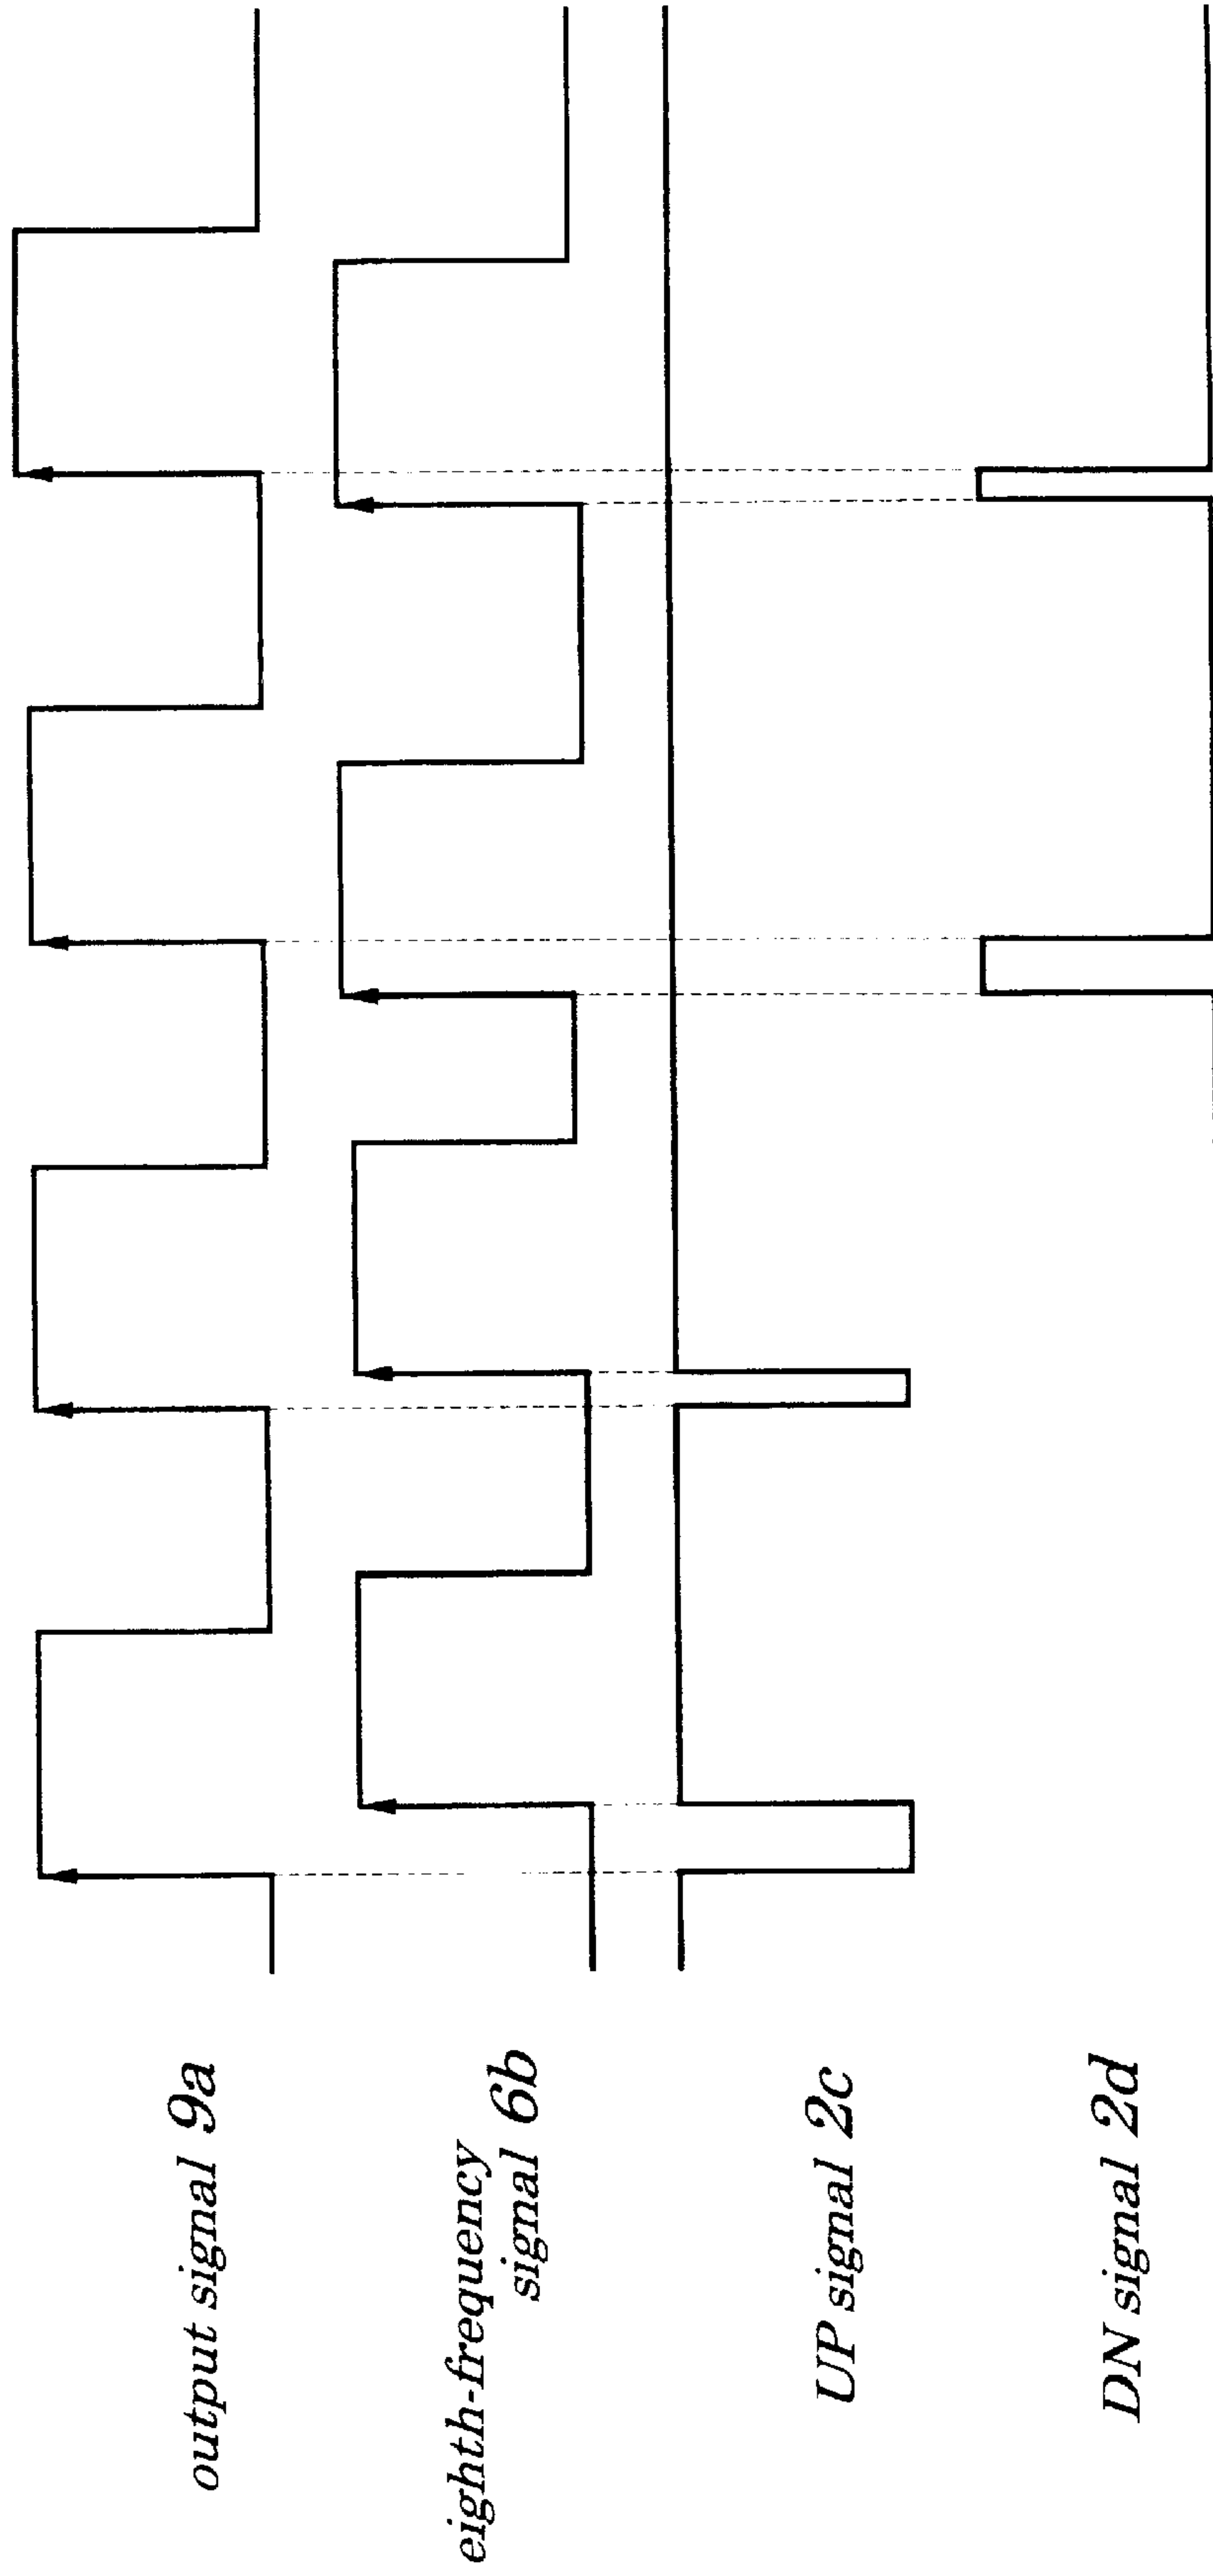 output signal 9a
eighth-frequency
signal 6b
UP signal 2c
DN signal 2d